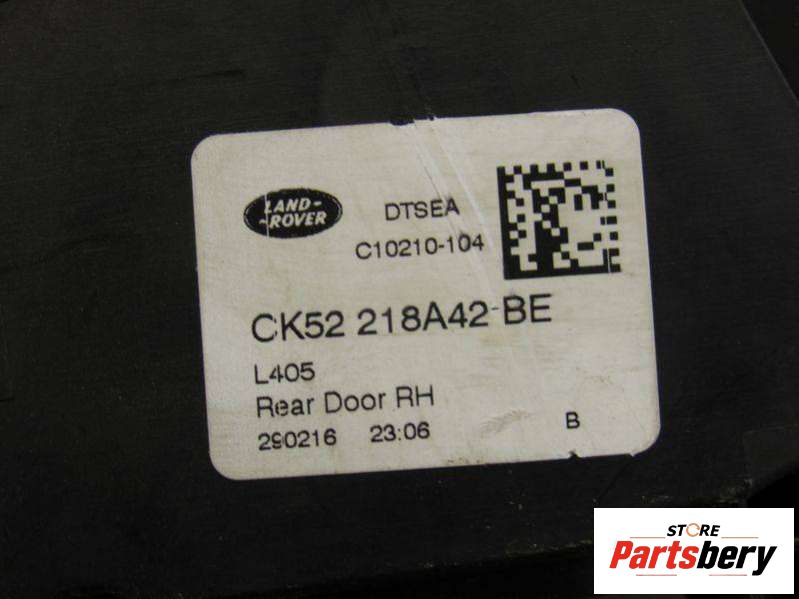 LAND-
-ROVER
DTSEA
C10210-104
CK52 218A42-BE
L405
Rear Door RH
290216 23:06
B
STORE
Partsbery